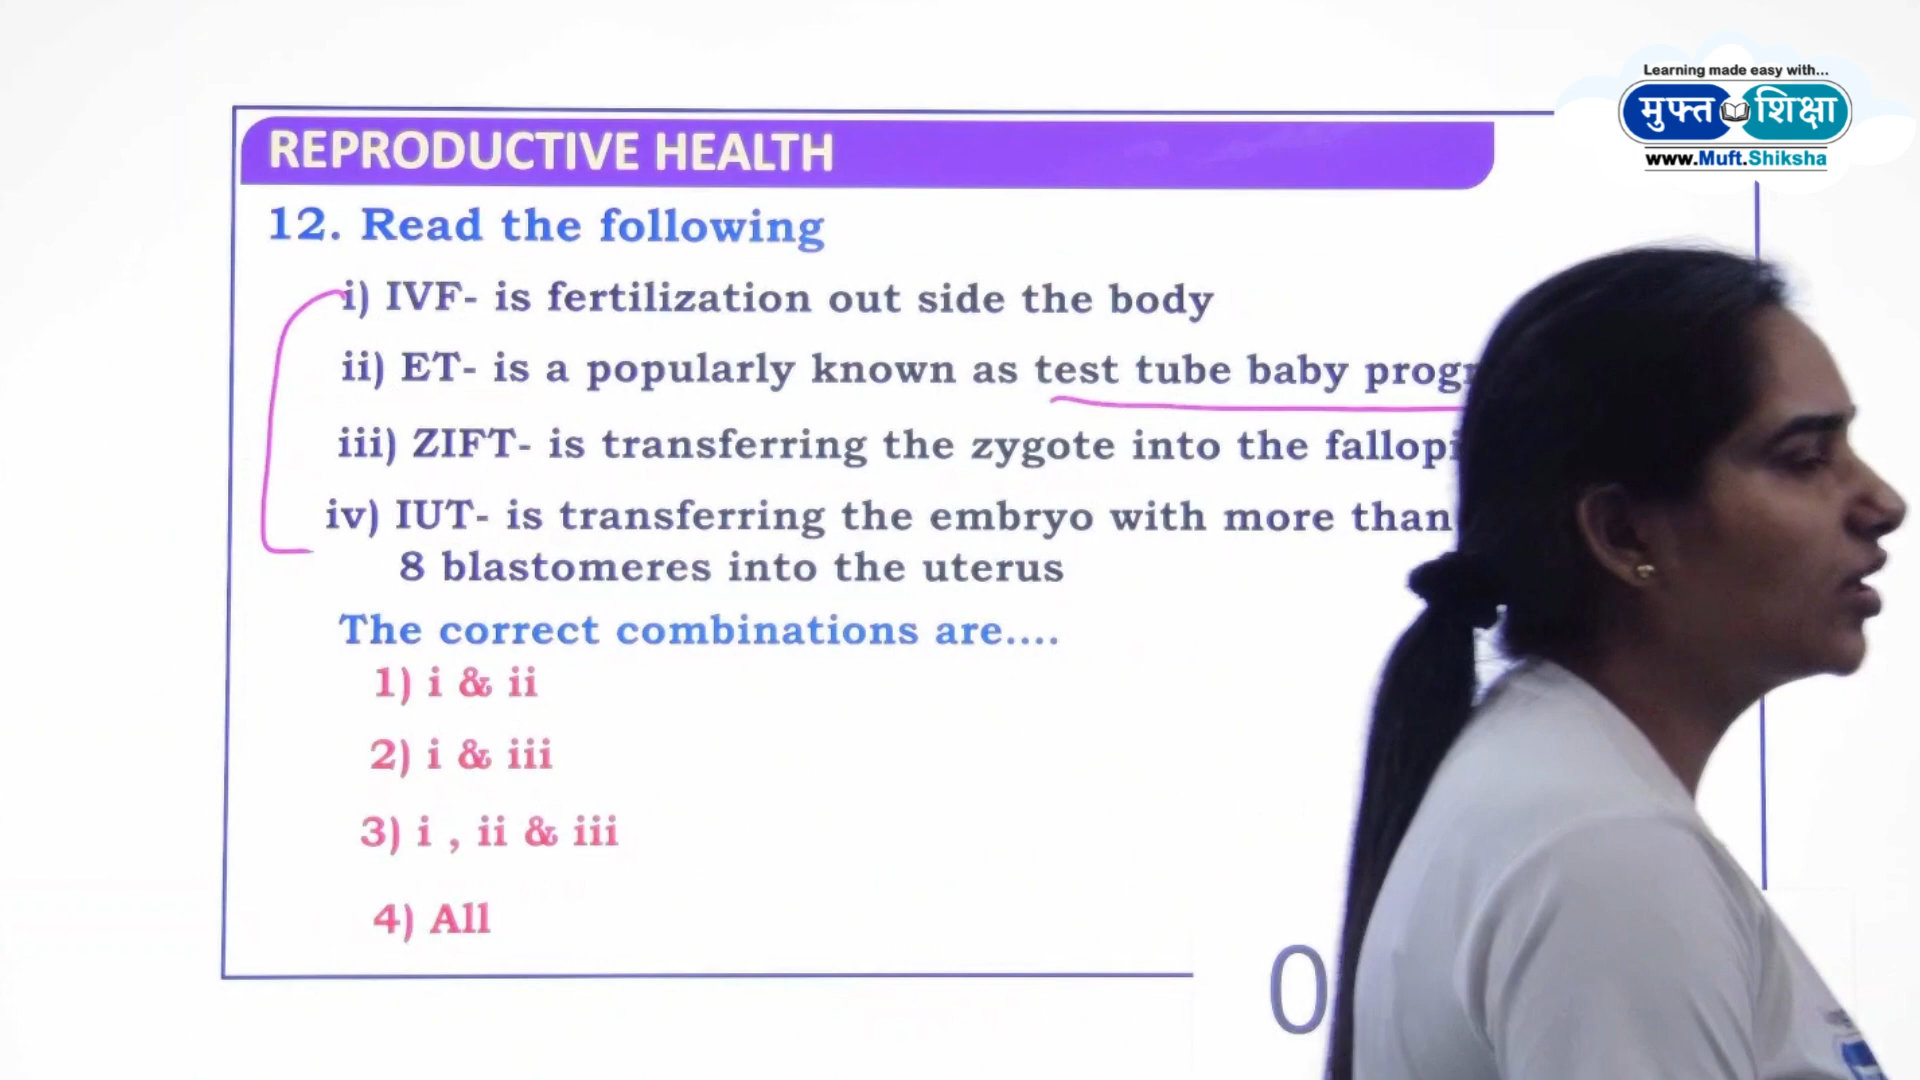 Learning made easy with...
मुफ्त शिक्षा
www.Muft.Shiksha
REPRODUCTIVE HEALTH
12. Read the following
i) IVF- is fertilization out side the body
ii) ET- is a popularly known as test tube baby
iii) ZIFT- is transferring the zygote into the
iv) IUT- is transferring the embryo with more than
8 blastomeres into the uterus
The correct combinations are....
1) i & ii
2) i & iii
3) i , ii & iii
4) All
0